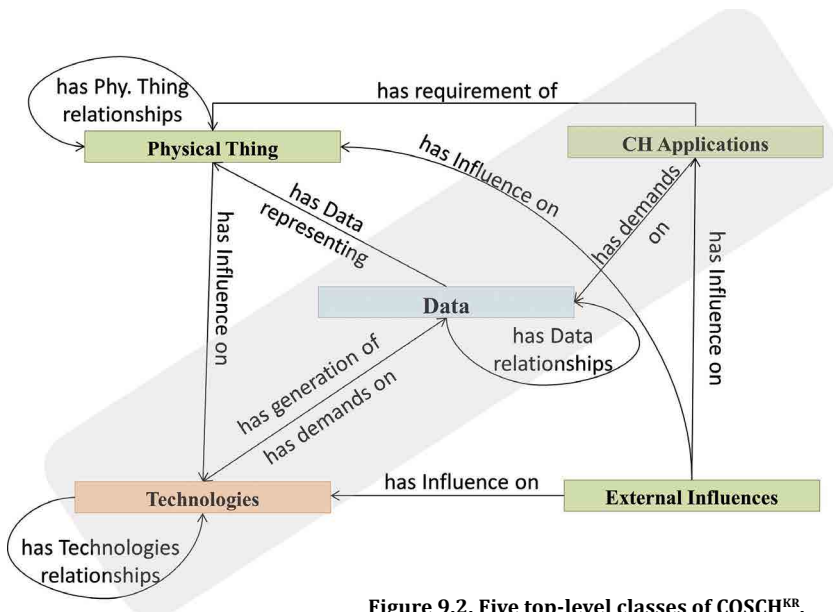 has Phy. Thing
relationships
has requirement of
Physical Thing
CH Applications
has Influence on
has demands
on
has Data
representing
has Influence on
has Influence on
Data
has Data
relationships
has generation of
has demands on
Technologies
has Influence on
External Influences
has Technologies
relationships
Figure 9.2. Five top-level classes of COSCHᴷᴿ.